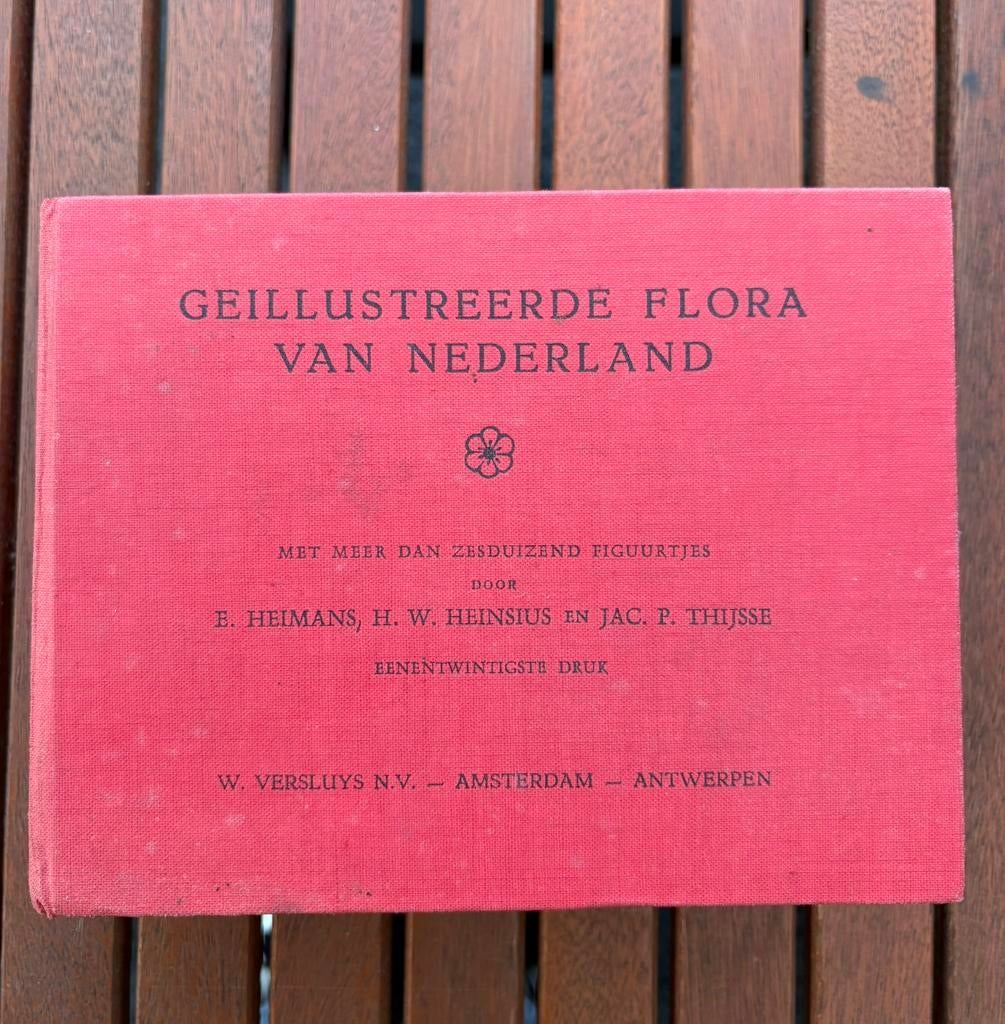 GEILLUSTREERDE FLORA
VAN NEDERLAND
MET MEER DAN ZESDUIZEND FIGUURTJES
DOOR
E. HEIMANS, H. W. HEINSIUS EN JAC. P. THIJSSE
EENENTWINTIGSTE DRUK
W. VERSLUYS N.V. — AMSTERDAM — ANTWERPEN